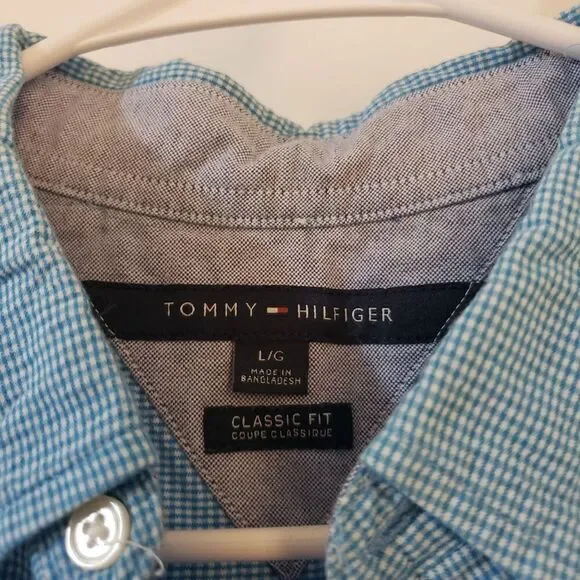 TOMMY HILFIGER
L/G
MADE IN
BANGLADESH
CLASSIC FIT
COUPE CLASSIQUE